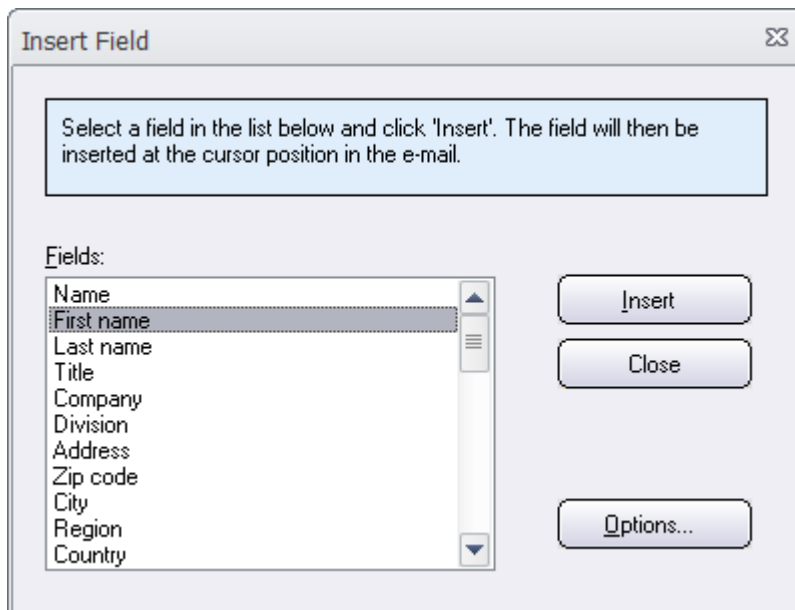 Insert Field
Select a field in the list below and click 'Insert'. The field will then be
inserted at the cursor position in the e-mail.
Fields:
Name
First name
Last name
Title
Company
Division
Address
Zip code
City
Region
Country
Insert
Close
Options...